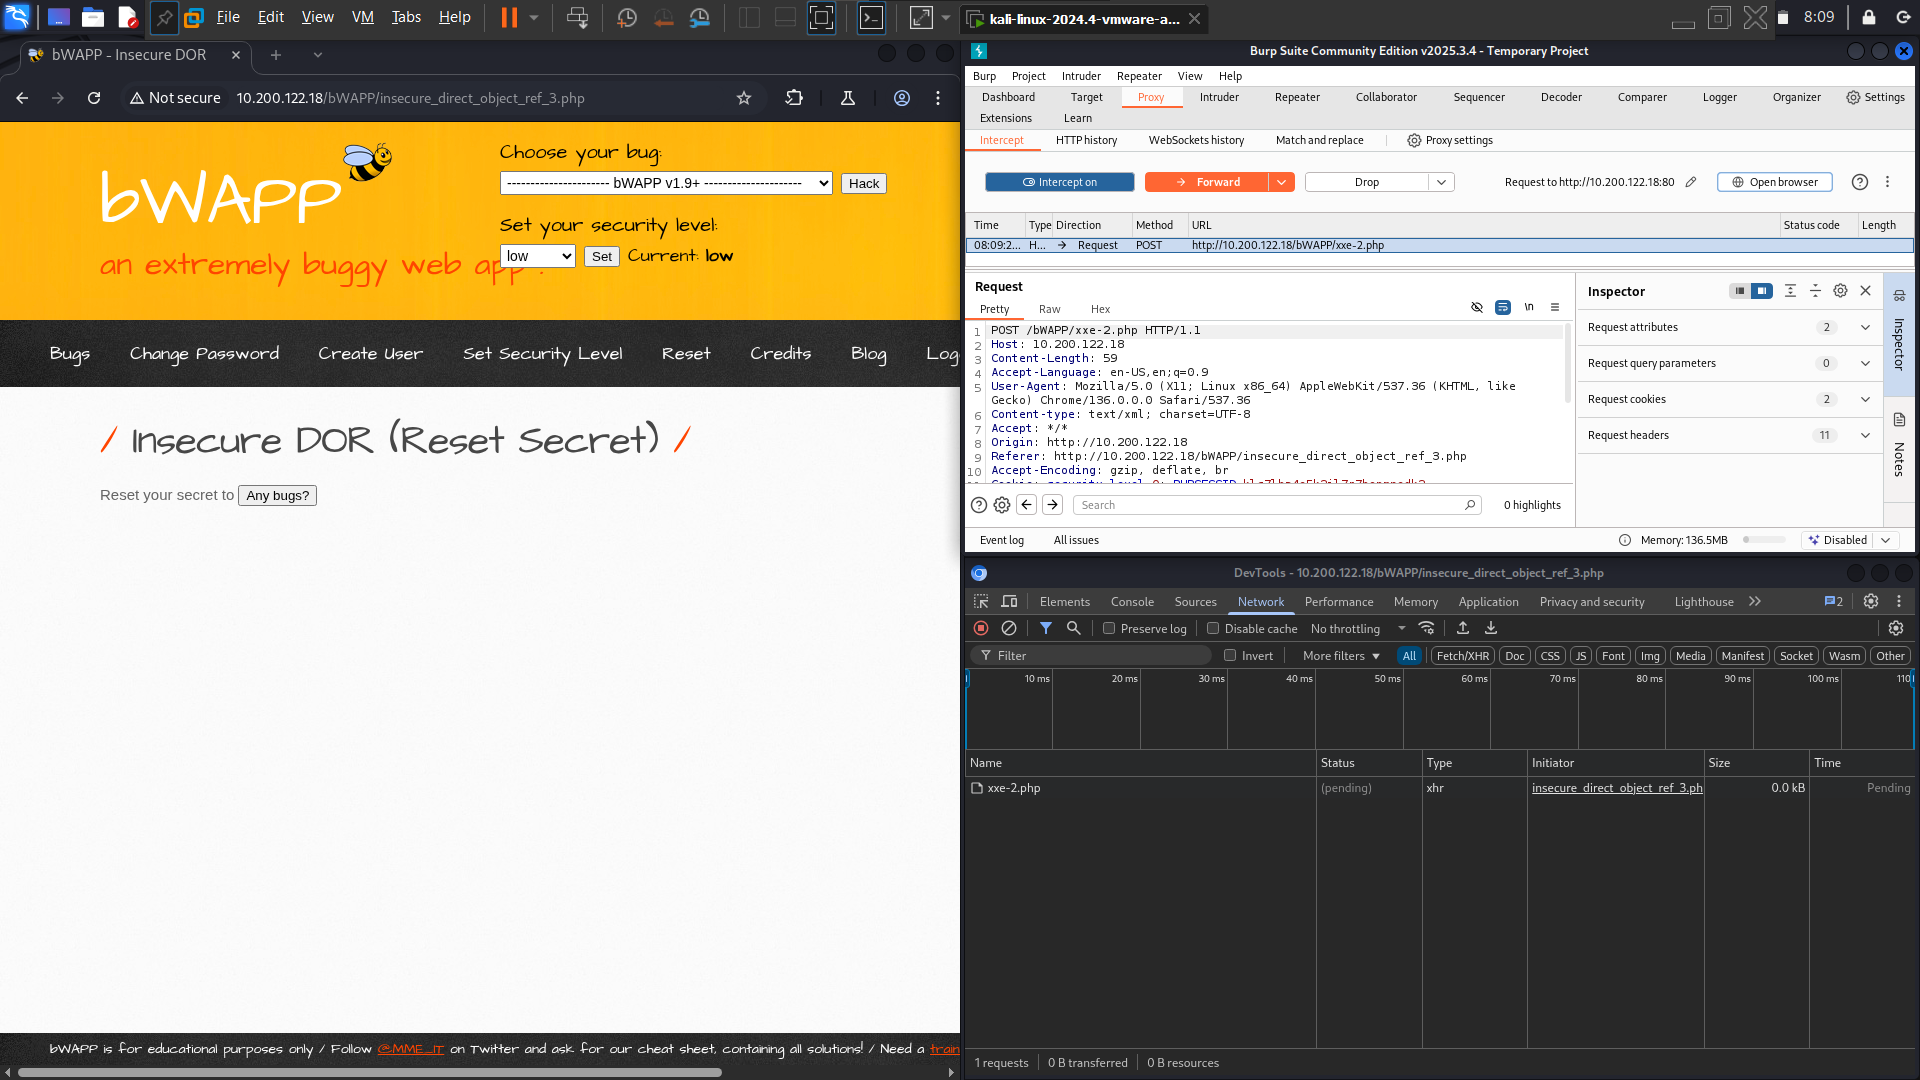 File Edit View VM Tabs Help
kali-linux-2024.4-vmware-a...
8:09
bWAPP - Insecure DOR
Not secure 10.200.122.18/bWAPP/insecure_direct_object_ref_3.php
bWAPP
an extremely buggy web app !
Choose your bug:
---------------------- bWAPP v1.9+ ---------------------- Hack
Set your security level:
low Set Current: low
Bugs Change Password Create User Set Security Level Reset Credits Blog Log
/ Insecure DOR (Reset Secret) /
Reset your secret to Any bugs?
bWAPP is for educational purposes only / Follow @MME_IT on Twitter and ask for our cheat sheet, containing all solutions! / Need a train
Burp Suite Community Edition v2025.3.4 - Temporary Project
Burp Project Intruder Repeater View Help
Dashboard Target Proxy Intruder Repeater Collaborator Sequencer Decoder Comparer Logger Organizer Settings
Extensions Learn
Intercept HTTP history WebSockets history Match and replace Proxy settings
Intercept on Forward Drop Request to http://10.200.122.18:80 Open browser
Time Type Direction Method URL Status code Length
08:09:2... H... Request POST http://10.200.122.18/bWAPP/xxe-2.php
Request
Pretty Raw Hex \n
1 POST /bWAPP/xxe-2.php HTTP/1.1
2 Host: 10.200.122.18
3 Content-Length: 59
4 Accept-Language: en-US,en;q=0.9
5 User-Agent: Mozilla/5.0 (X11; Linux x86_64) AppleWebKit/537.36 (KHTML, like
Gecko) Chrome/136.0.0.0 Safari/537.36
6 Content-type: text/xml; charset=UTF-8
7 Accept: */*
8 Origin: http://10.200.122.18
9 Referer: http://10.200.122.18/bWAPP/insecure_direct_object_ref_3.php
10 Accept-Encoding: gzip, deflate, br
Search 0 highlights
Inspector
Request attributes 2
Request query parameters 0
Request cookies 2
Request headers 11
Inspector
Notes
Event log All issues Memory: 136.5MB Disabled
DevTools - 10.200.122.18/bWAPP/insecure_direct_object_ref_3.php
Elements Console Sources Network Performance Memory Application Privacy and security Lighthouse 2
Preserve log Disable cache No throttling
Filter Invert More filters All Fetch/XHR Doc CSS JS Font Img Media Manifest Socket Wasm Other
10 ms 20 ms 30 ms 40 ms 50 ms 60 ms 70 ms 80 ms 90 ms 100 ms 110
Name Status Type Initiator Size Time
xxe-2.php (pending) xhr insecure_direct_object_ref_3.ph 0.0 kB Pending
1 requests 0 B transferred 0 B resources